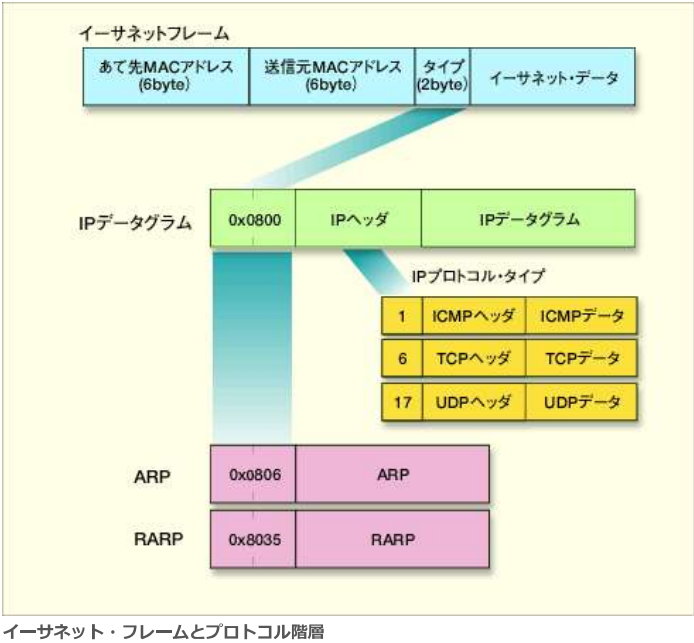 イーサネットフレーム
あて先MACアドレス
(6byte)
送信元MACアドレス
(6byte)
タイプ
(2byte)
イーサネット・データ
IPデータグラム
0x0800
IPヘッダ
IPデータグラム
IPプロトコル・タイプ
1
ICMPヘッダ
ICMPデータ
6
TCPヘッダ
TCPデータ
17
UDPヘッダ
UDPデータ
ARP
0x0806
ARP
RARP
0x8035
RARP
イーサネット・フレームとプロトコル階層